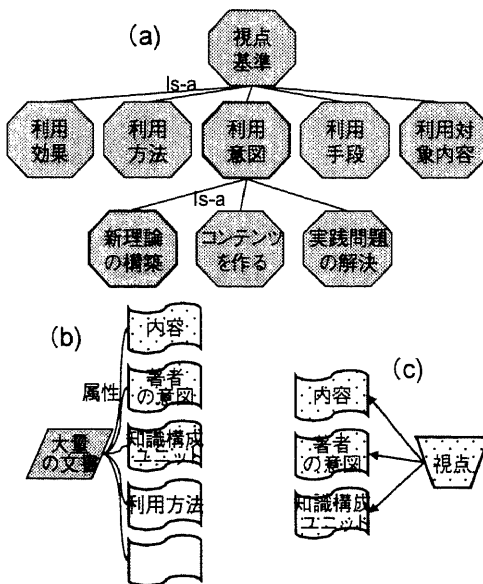 (a)
視点
基準
Is-a
利用
効果
利用
方法
利用
意図
利用
手段
利用対
象内容
Is-a
新理論
の構築
コンテンツ
を作る
実践問題
の解決
(b)
内容
属性
著者
の意図
大量
の文書
知識構成
ユニット
利用方法
(c)
内容
著者
の意図
視点
知識構成
ユニット